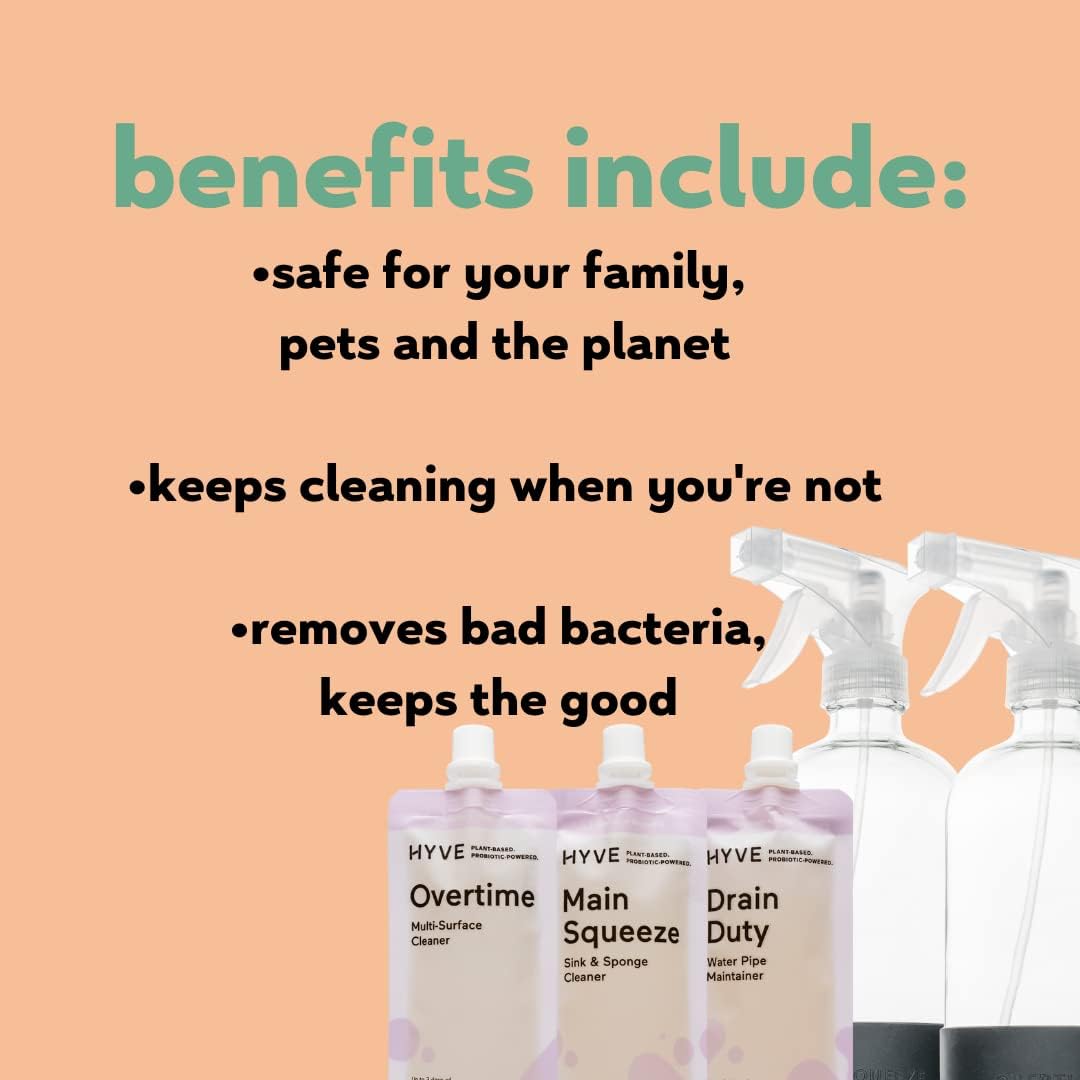 benefits include:
•safe for your family,
pets and the planet
•keeps cleaning when you're not
•removes bad bacteria,
keeps the good
HYVE PLANT-BASED.
PROBIOTIC-POWERED.
Overtime
Multi-Surface
Cleaner
HYVE PLANT-BASED.
PROBIOTIC-POWERED.
Main
Squeeze
Sink & Sponge
Cleaner
HYVE PLANT-BASED.
PROBIOTIC-POWERED.
Drain
Duty
Water Pipe
Maintainer